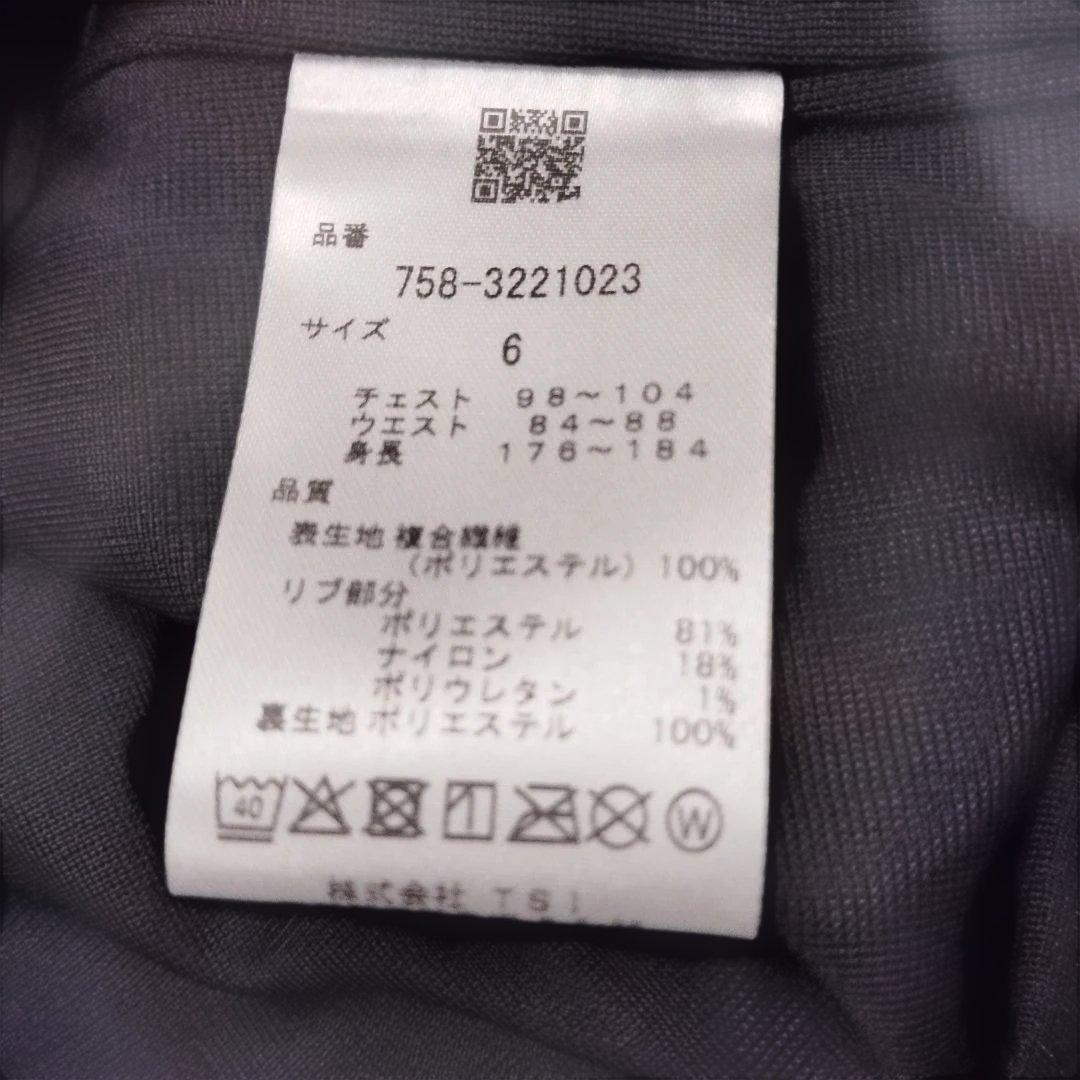 品番
758-3221023
サイズ
6
チェスト 98～104
ウエスト 84～88
身長 176～184
品質
表生地 複合繊維
(ポリエステル) 100%
リブ部分
ポリエステル 81%
ナイロン 18%
ポリウレタン 1%
裏生地 ポリエステル 100%
40
W
株式会社 TSI